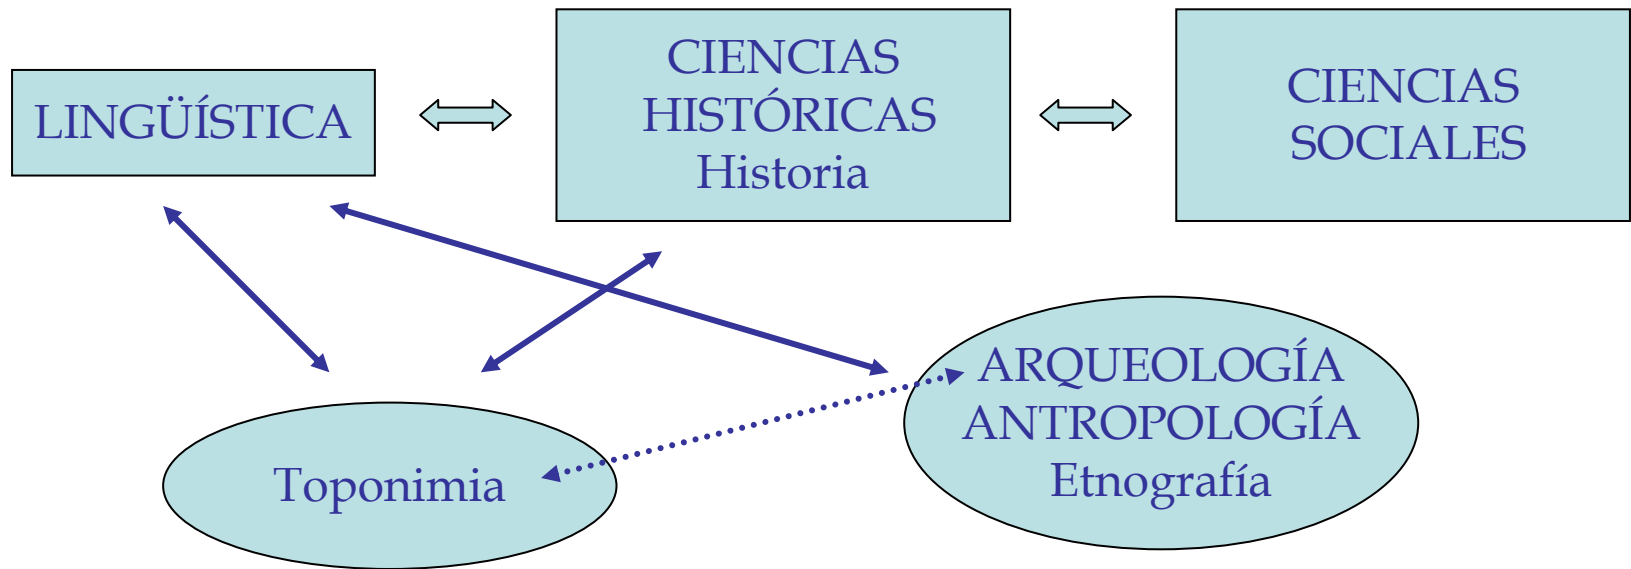 LINGÜÍSTICA
CIENCIAS
HISTÓRICAS
Historia
CIENCIAS
SOCIALES
Toponimia
ARQUEOLOGÍA
ANTROPOLOGÍA
Etnografía